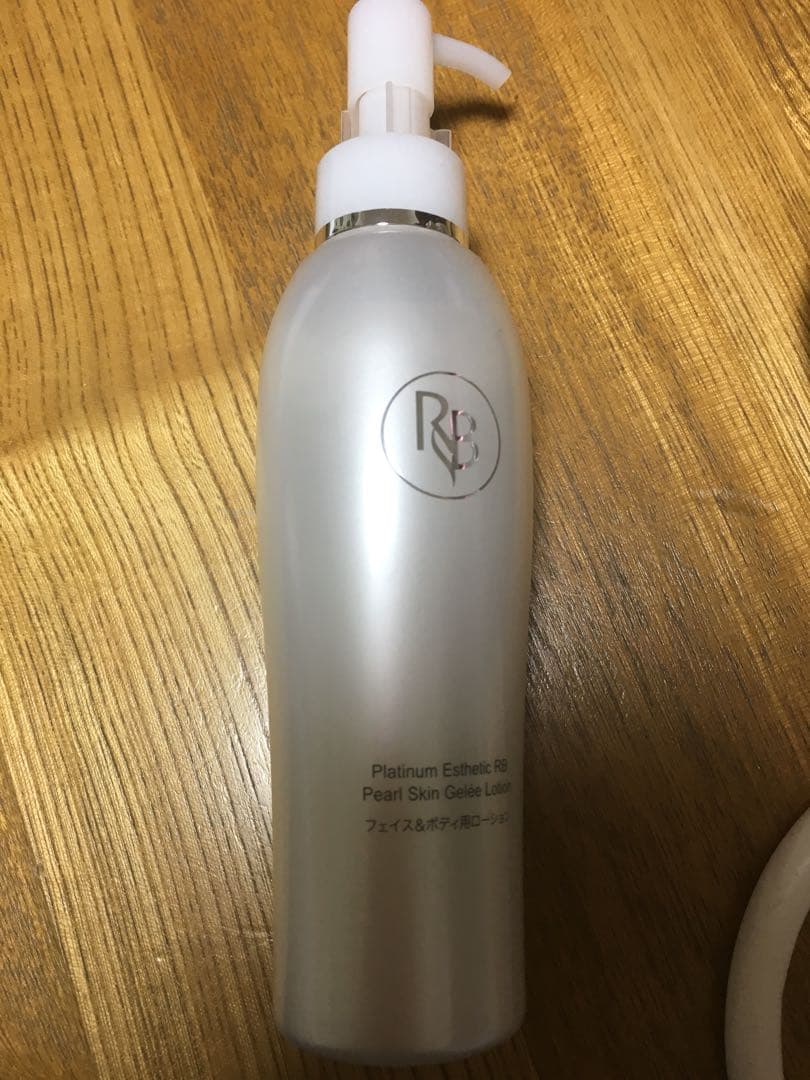 RB
Platinum Esthetic RB
Pearl Skin Gelée Lotion
フェイス&ボディ用ローション